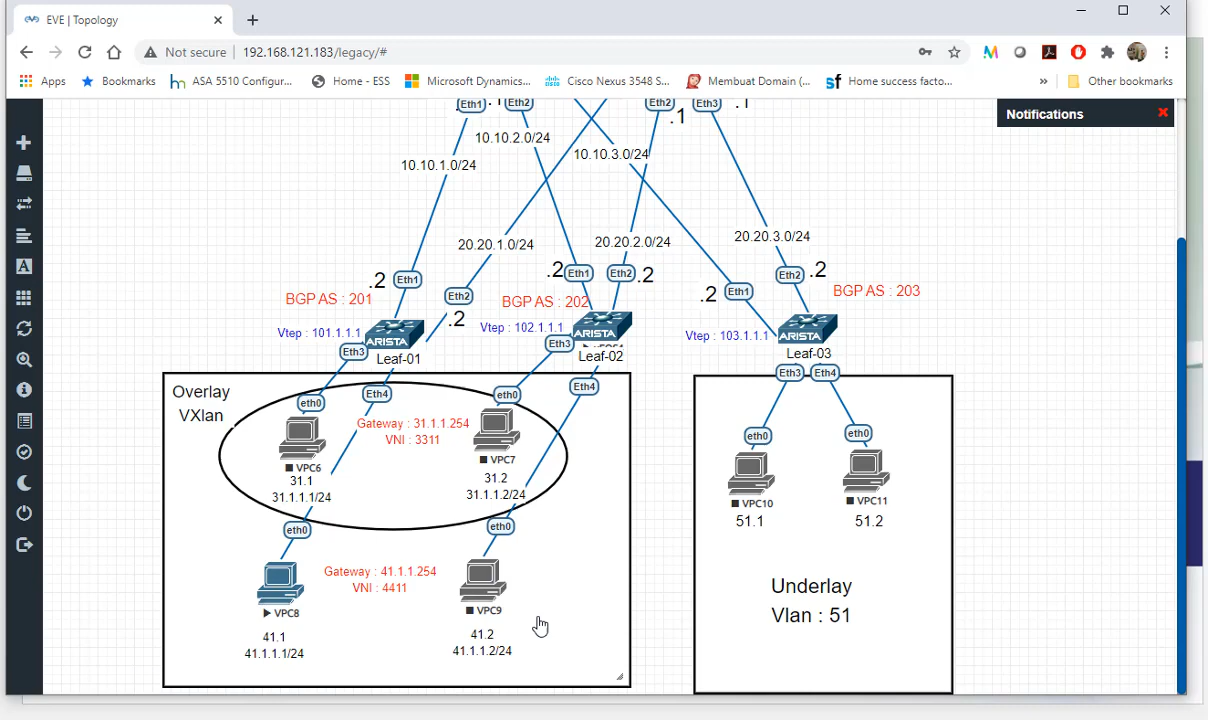 EVE | Topology
Not secure 192.168.121.183/legacy/#
Apps Bookmarks ASA 5510 Configur... Home - ESS Microsoft Dynamics... Cisco Nexus 3548 S... Membuat Domain (... Home success facto... » Other bookmarks
Notifications
Eth1 .1 Eth2 Eth2 .1 Eth3 .1
10.10.2.0/24
10.10.3.0/24
10.10.1.0/24
20.20.1.0/24 20.20.2.0/24 20.20.3.0/24
.2 Eth1 .2 Eth1 Eth2 .2 Eth2 .2
BGP AS : 201 Eth2 BGP AS : 202 .2 Eth1 BGP AS : 203
.2
Vtep : 101.1.1.1 ARISTA Vtep : 102.1.1.1 ARISTA Vtep : 103.1.1.1 ARISTA
Eth3 Leaf-01 Eth3 Leaf-02 Leaf-03
Eth3 Eth4
Overlay
VXlan
eth0 Eth4 eth0 Eth4
Gateway : 31.1.1.254
VNI : 3311
eth0 eth0
VPC6 VPC7
31.1 31.2
31.1.1.1/24 31.1.1.2/24
VPC10 VPC11
51.1 51.2
eth0 eth0
Gateway : 41.1.1.254
VNI : 4411
VPC8 VPC9
41.1 41.2
41.1.1.1/24 41.1.1.2/24
Underlay
Vlan : 51